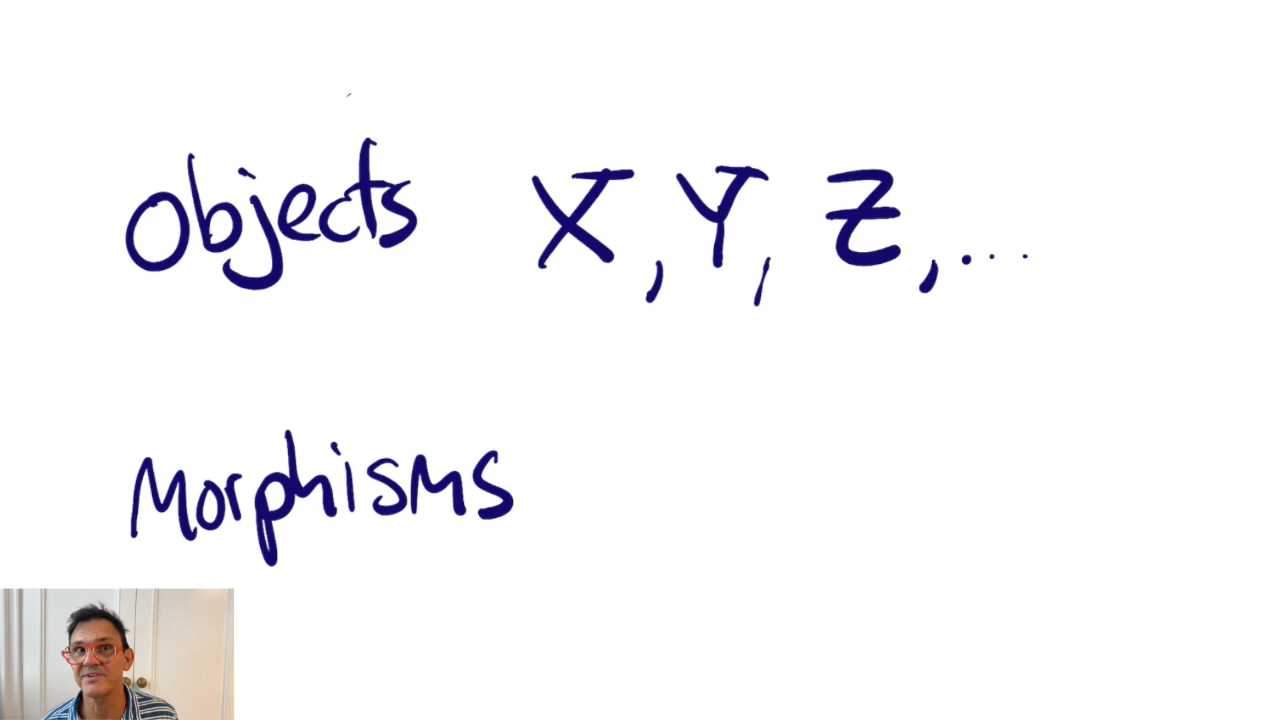 Objects X, Y, Z, ...
Morphisms